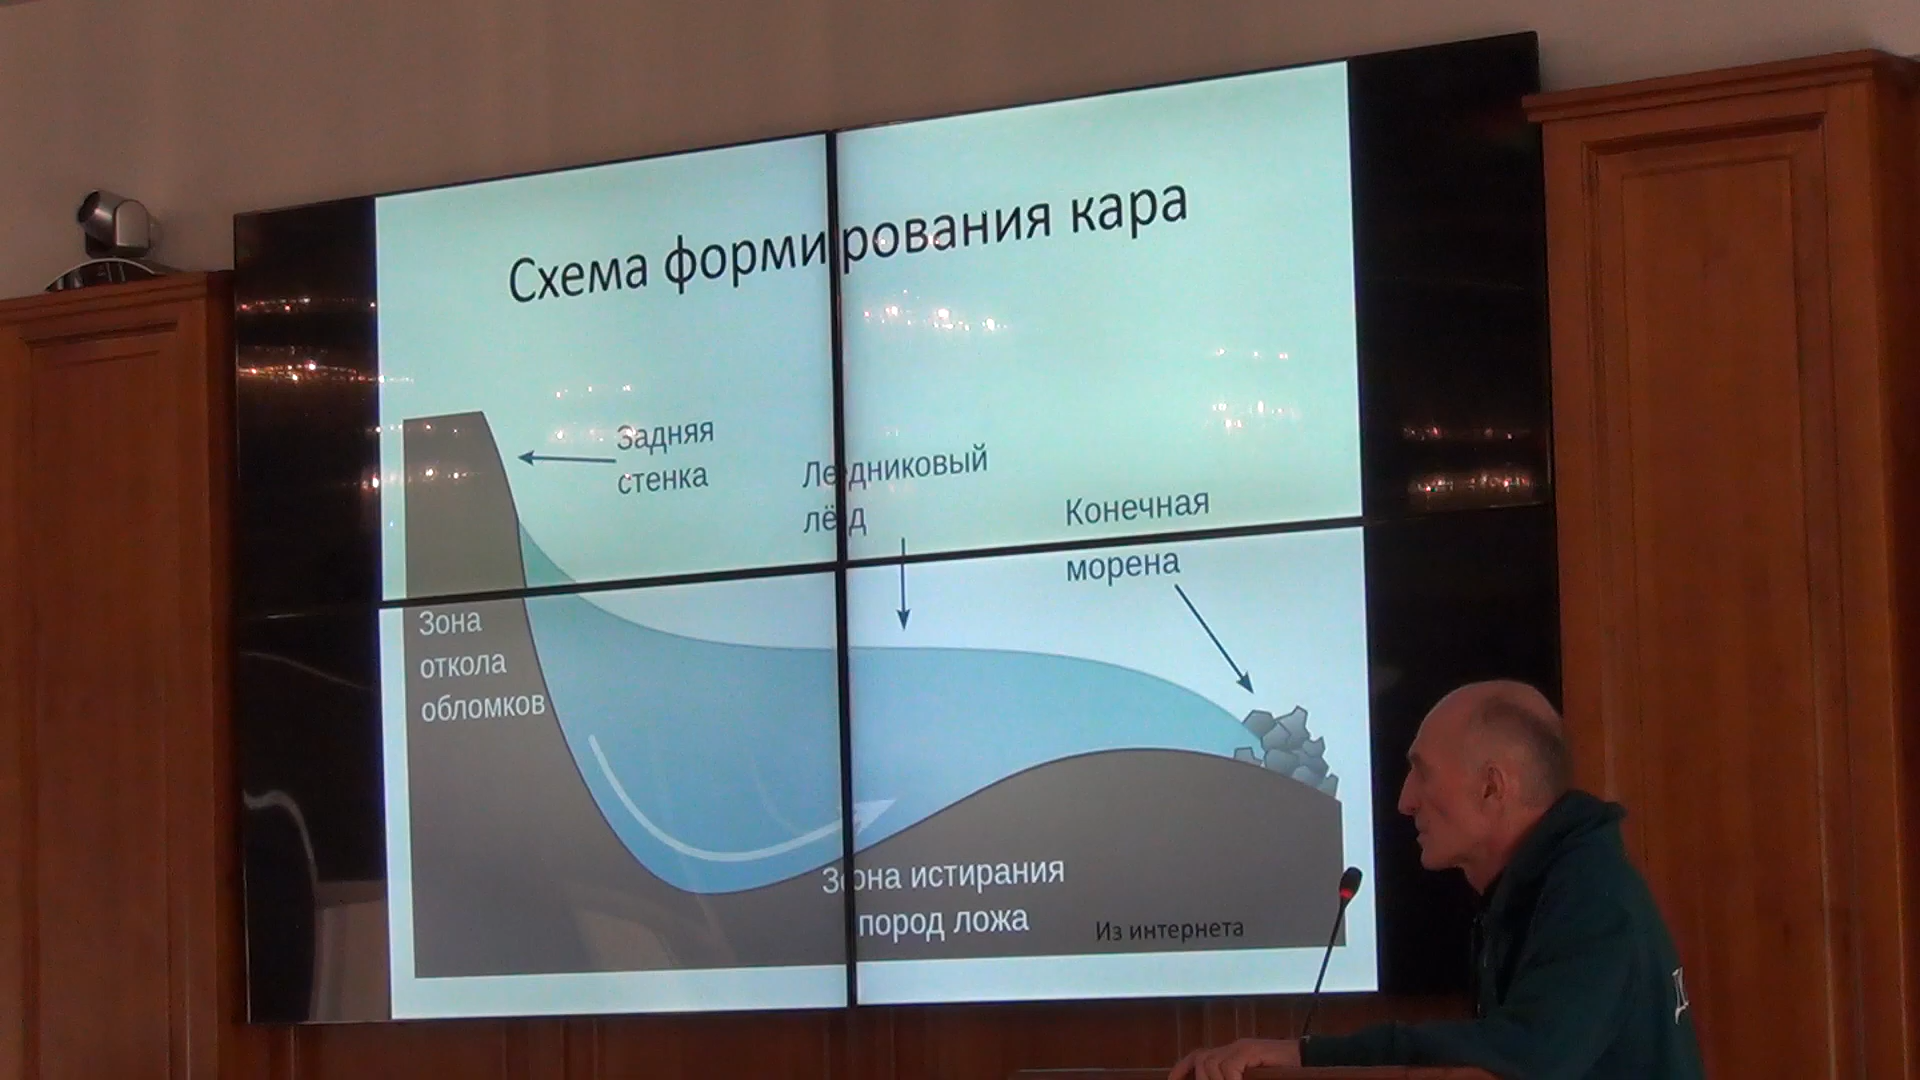 Схема формирования кара
Задняя
стенка
Ледниковый
лёд
Конечная
морена
Зона
откола
обломков
Зона истирания
пород ложа
Из интернета